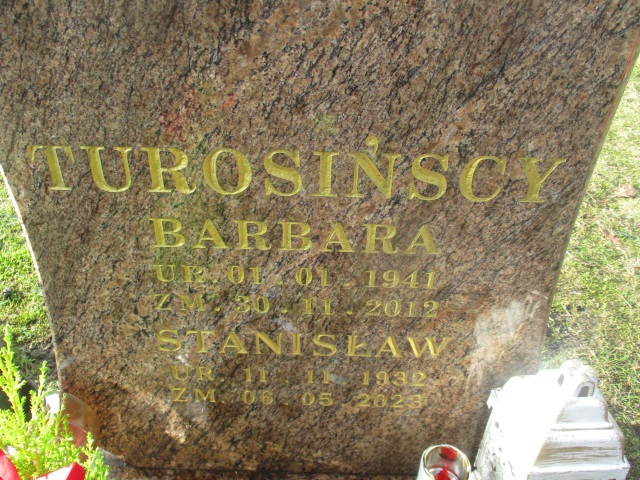 TUROSIŃSCY
BARBARA
UR. 01. 01. 1941
ZM. 30. 11. 2012
STANISŁAW
UR. 11. 11. 1932
ZM. 06. 05. 2023